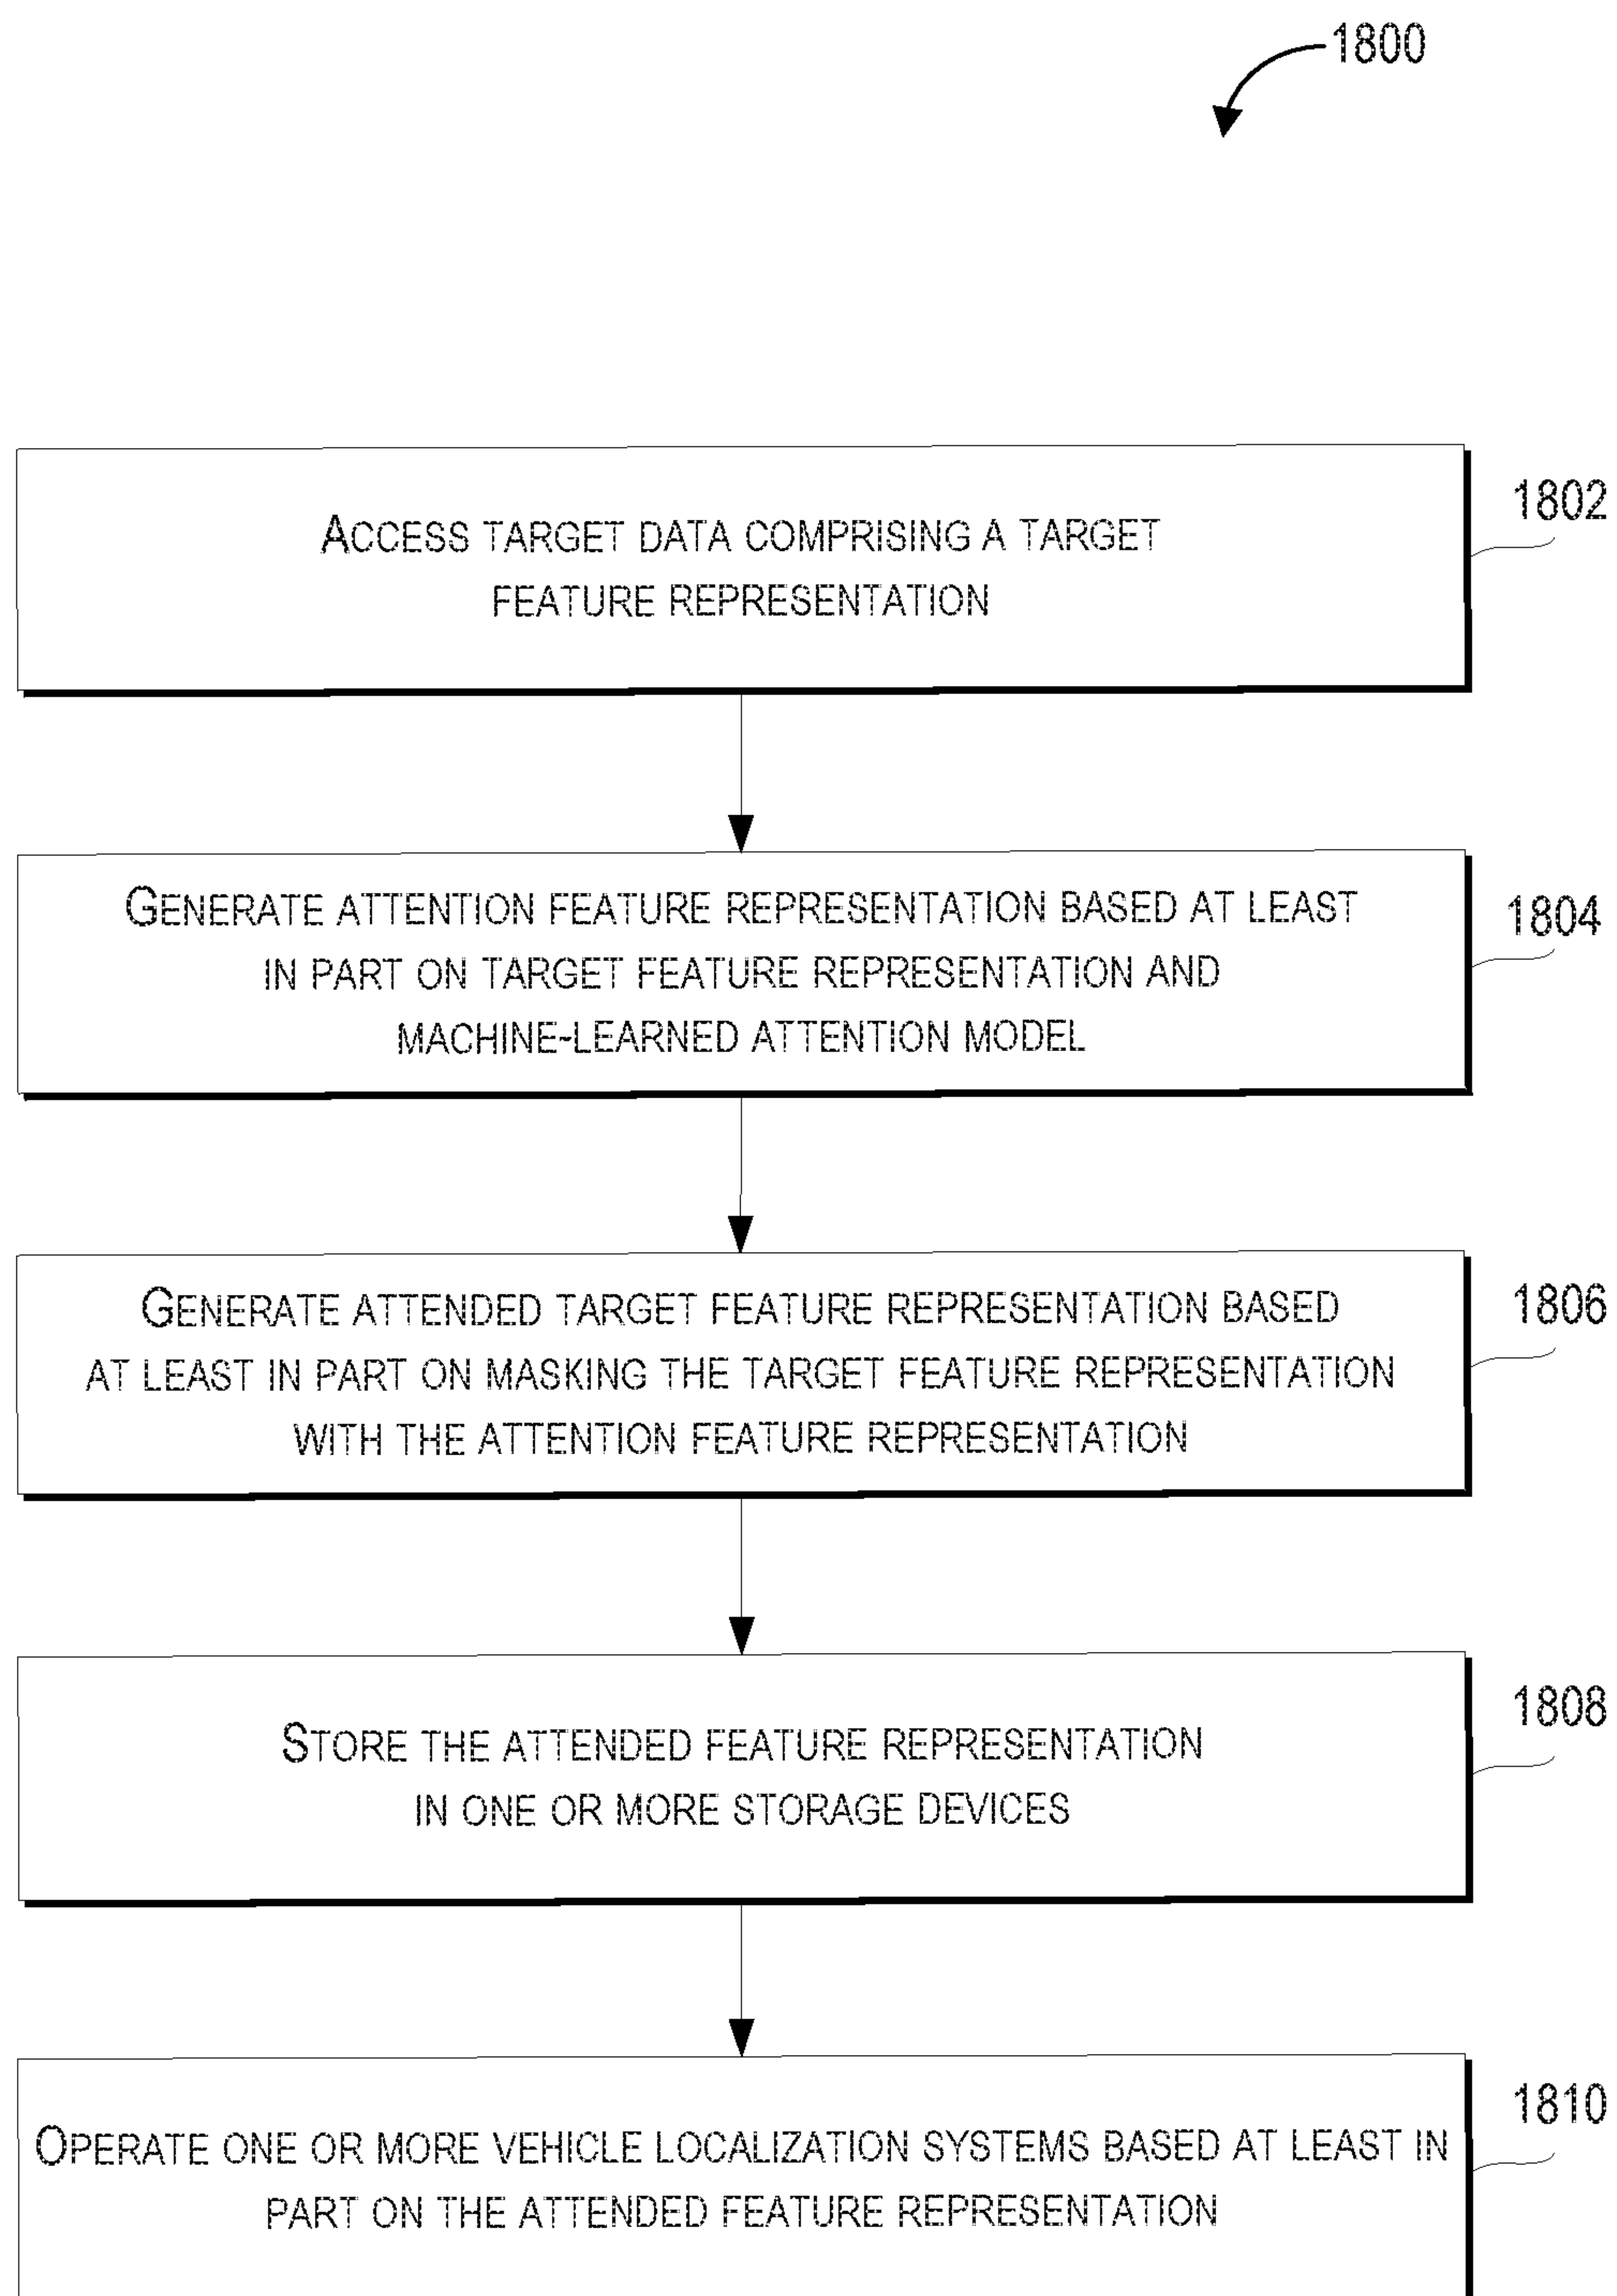 1800
ACCESS TARGET DATA COMPRISING A TARGET
FEATURE REPRESENTATION
1802
GENERATE ATTENTION FEATURE REPRESENTATION BASED AT LEAST
IN PART ON TARGET FEATURE REPRESENTATION AND
MACHINE-LEARNED ATTENTION MODEL
1804
GENERATE ATTENDED TARGET FEATURE REPRESENTATION BASED
AT LEAST IN PART ON MASKING THE TARGET FEATURE REPRESENTATION
WITH THE ATTENTION FEATURE REPRESENTATION
1806
STORE THE ATTENDED FEATURE REPRESENTATION
IN ONE OR MORE STORAGE DEVICES
1808
OPERATE ONE OR MORE VEHICLE LOCALIZATION SYSTEMS BASED AT LEAST IN
PART ON THE ATTENDED FEATURE REPRESENTATION
1810